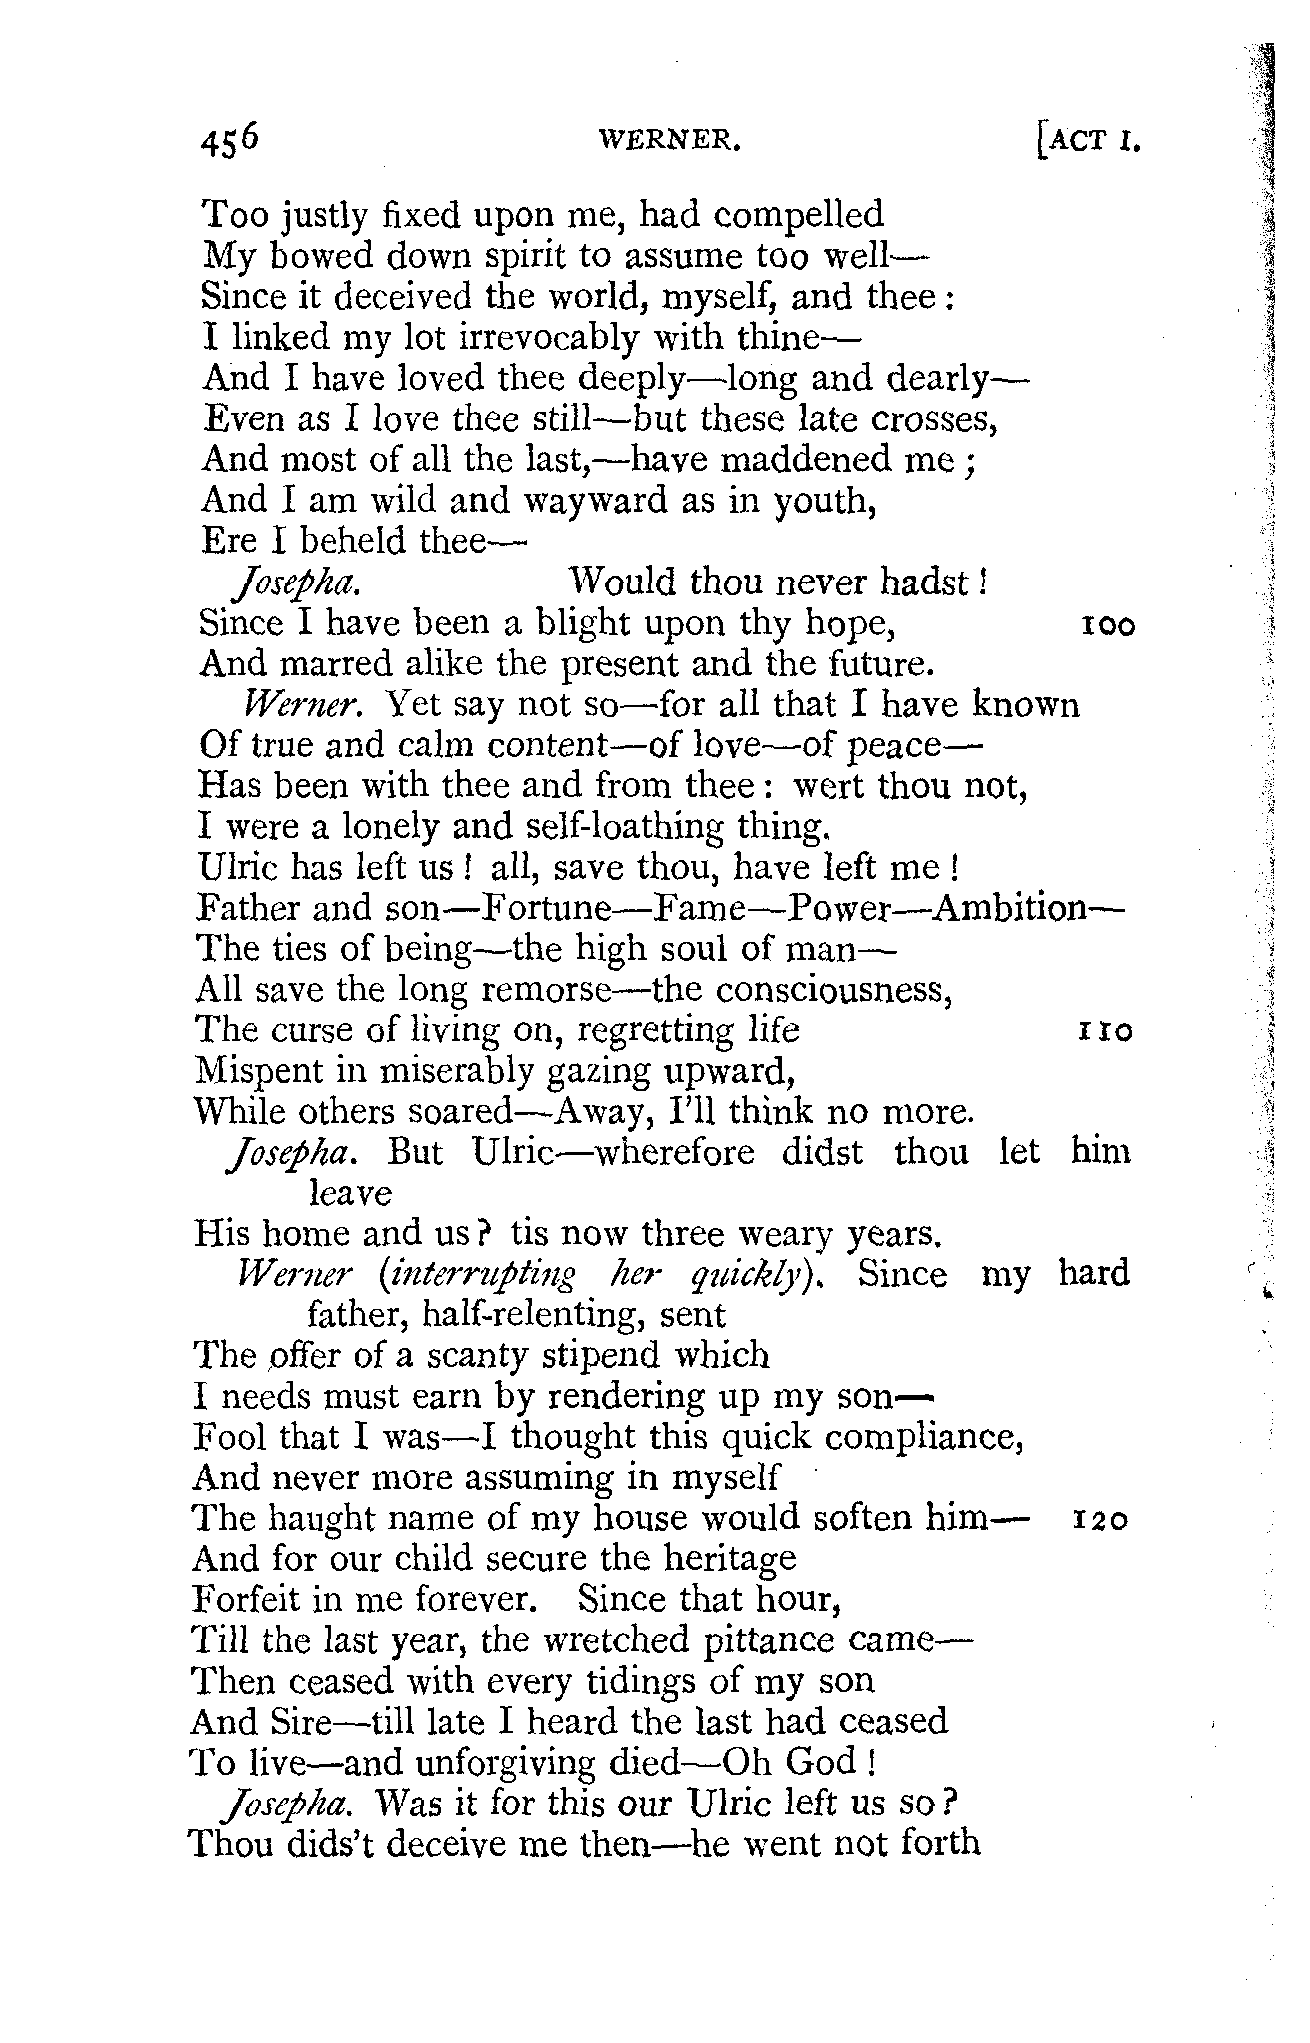 456 WERNER. [ACT I.
Too justly fixed upon me, had compelled
My bowed down spirit to assume too well—
Since it deceived the world, myself, and thee :
I linked my lot irrevocably with thine—
And I have loved thee deeply—long and dearly—
Even as I love thee still—but these late crosses,
And most of all the last,—have maddened me ;
And I am wild and wayward as in youth,
Ere I beheld thee—
Josepha. Would thou never hadst !
Since I have been a blight upon thy hope, 100
And marred alike the present and the future.
Werner. Yet say not so—for all that I have known
Of true and calm content—of love—of peace—
Has been with thee and from thee : wert thou not,
I were a lonely and self-loathing thing.
Ulric has left us ! all, save thou, have left me !
Father and son—Fortune—Fame—Power—Ambition—
The ties of being—the high soul of man—
All save the long remorse—the consciousness,
The curse of living on, regretting life 110
Mispent in miserably gazing upward,
While others soared—Away, I'll think no more.
Josepha. But Ulric—wherefore didst thou let him
leave
His home and us ? tis now three weary years.
Werner (interrupting her quickly). Since my hard
father, half-relenting, sent
The offer of a scanty stipend which
I needs must earn by rendering up my son—
Fool that I was—I thought this quick compliance,
And never more assuming in myself
The haught name of my house would soften him— 120
And for our child secure the heritage
Forfeit in me forever. Since that hour,
Till the last year, the wretched pittance came—
Then ceased with every tidings of my son
And Sire—till late I heard the last had ceased
To live—and unforgiving died—Oh God !
Josepha. Was it for this our Ulric left us so ?
Thou dids't deceive me then—he went not forth